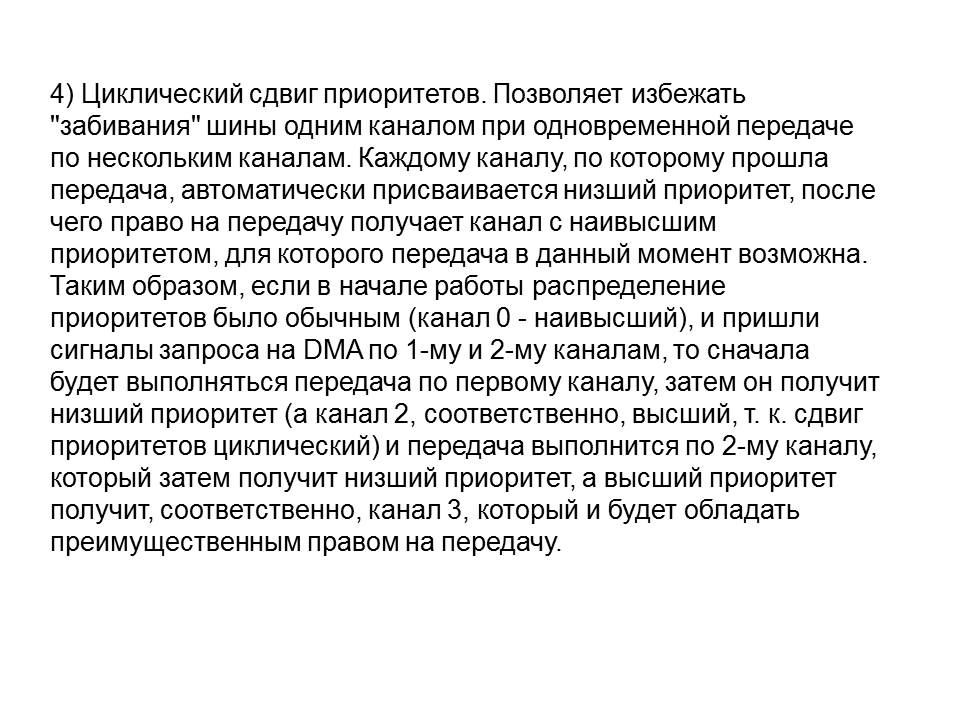 4) Циклический сдвиг приоритетов. Позволяет избежать
"забивания" шины одним каналом при одновременной передаче
по нескольким каналам. Каждому каналу, по которому прошла
передача, автоматически присваивается низший приоритет, после
чего право на передачу получает канал с наивысшим
приоритетом, для которого передача в данный момент возможна.
Таким образом, если в начале работы распределение
приоритетов было обычным (канал 0 - наивысший), и пришли
сигналы запроса на DMA по 1-му и 2-му каналам, то сначала
будет выполняться передача по первому каналу, затем он получит
низший приоритет (а канал 2, соответственно, высший, т. к. сдвиг
приоритетов циклический) и передача выполнится по 2-му каналу,
который затем получит низший приоритет, а высший приоритет
получит, соответственно, канал 3, который и будет обладать
преимущественным правом на передачу.